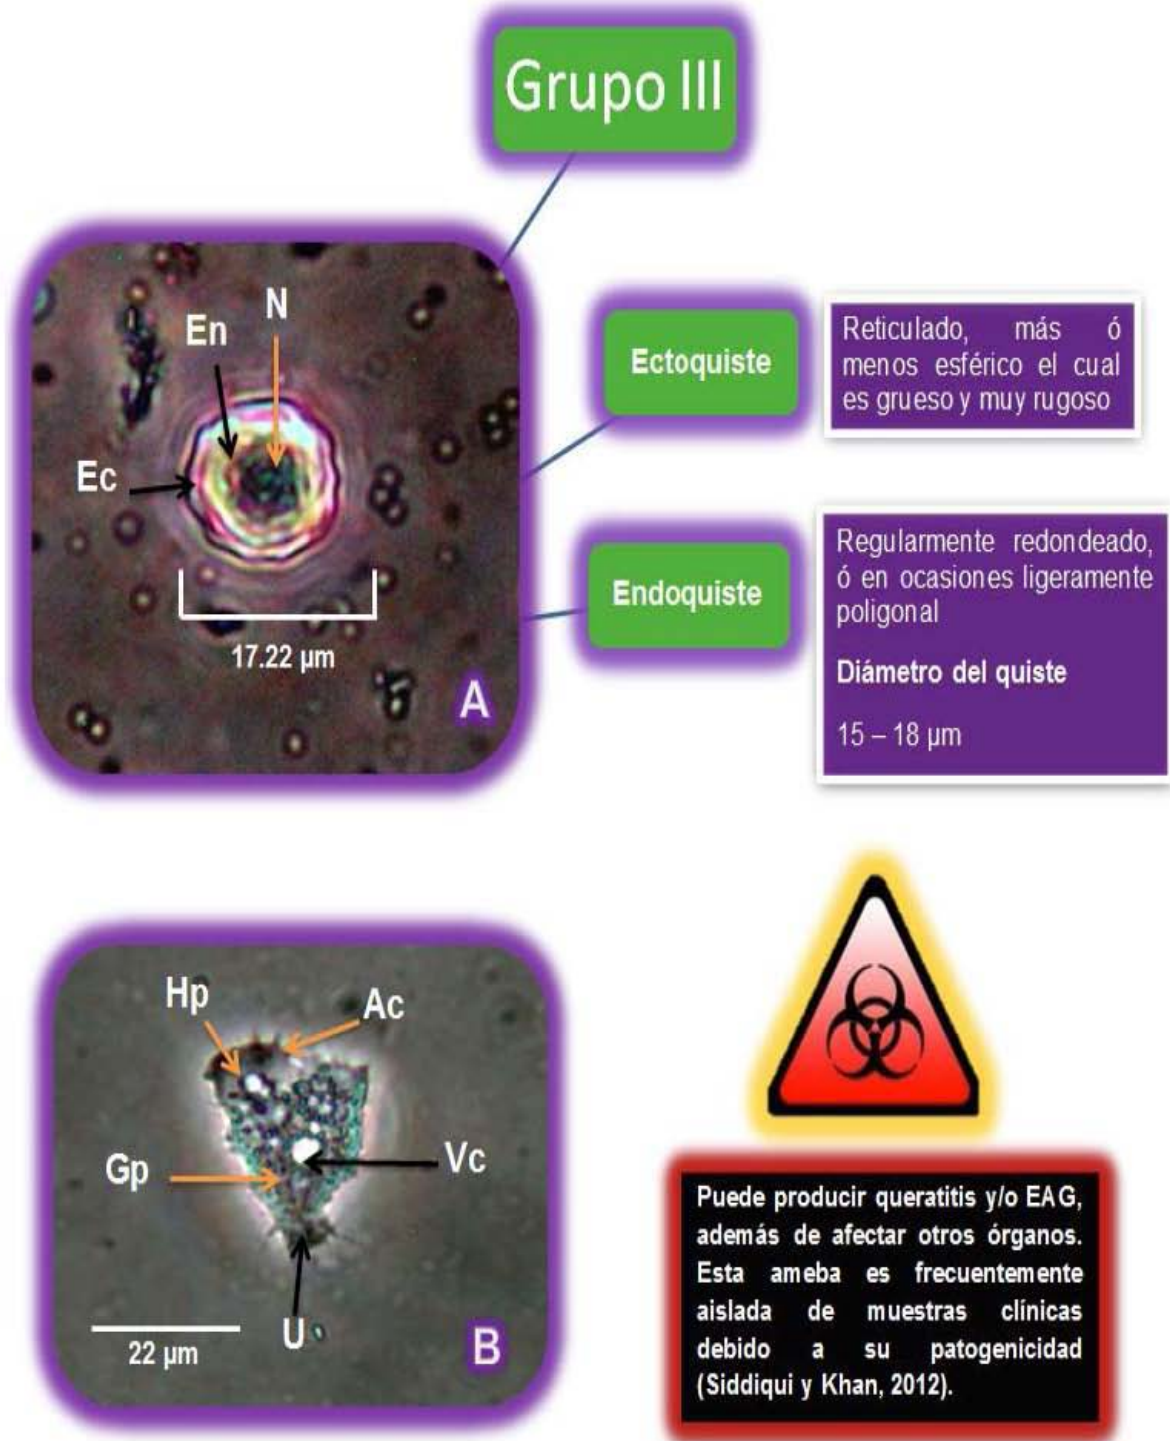 Grupo III
N
En
Ec
17.22 µm
A
Ectoquiste
Reticulado, más ó
menos esférico el cual
es grueso y muy rugoso
Endoquiste
Regularmente redondeado,
ó en ocasiones ligeramente
poligonal
Diámetro del quiste
15 – 18 µm
Hp
Ac
Gp
Vc
U
22 µm
B
Puede producir queratitis y/o EAG,
además de afectar otros órganos.
Esta ameba es frecuentemente
aislada de muestras clínicas
debido a su patogenicidad
(Siddiqui y Khan, 2012).